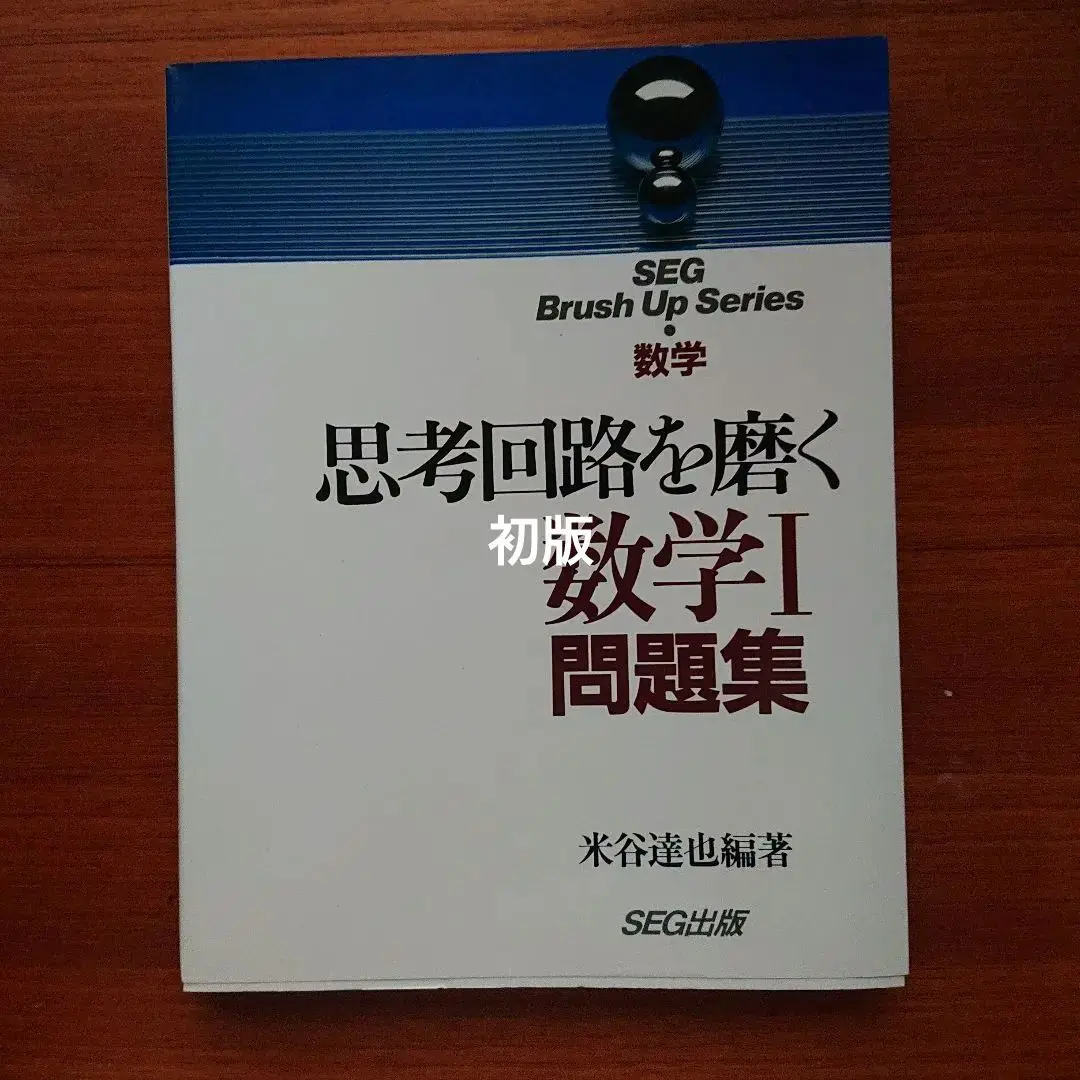 SEG
Brush Up Series
・
数学
思考回路を磨く
初版
数学I
問題集
米谷達也編著
SEG出版